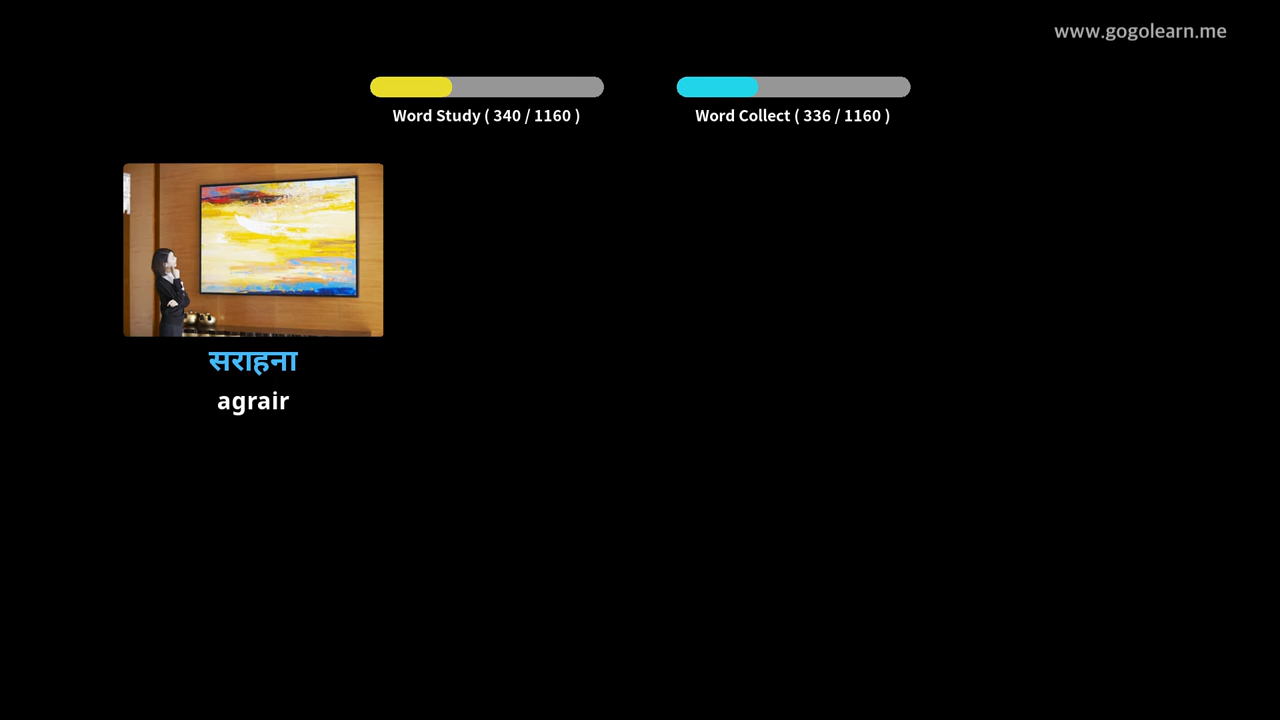 www.gogolearn.me
Word Study ( 340 / 1160 )
Word Collect ( 336 / 1160 )
सराहना
agrair